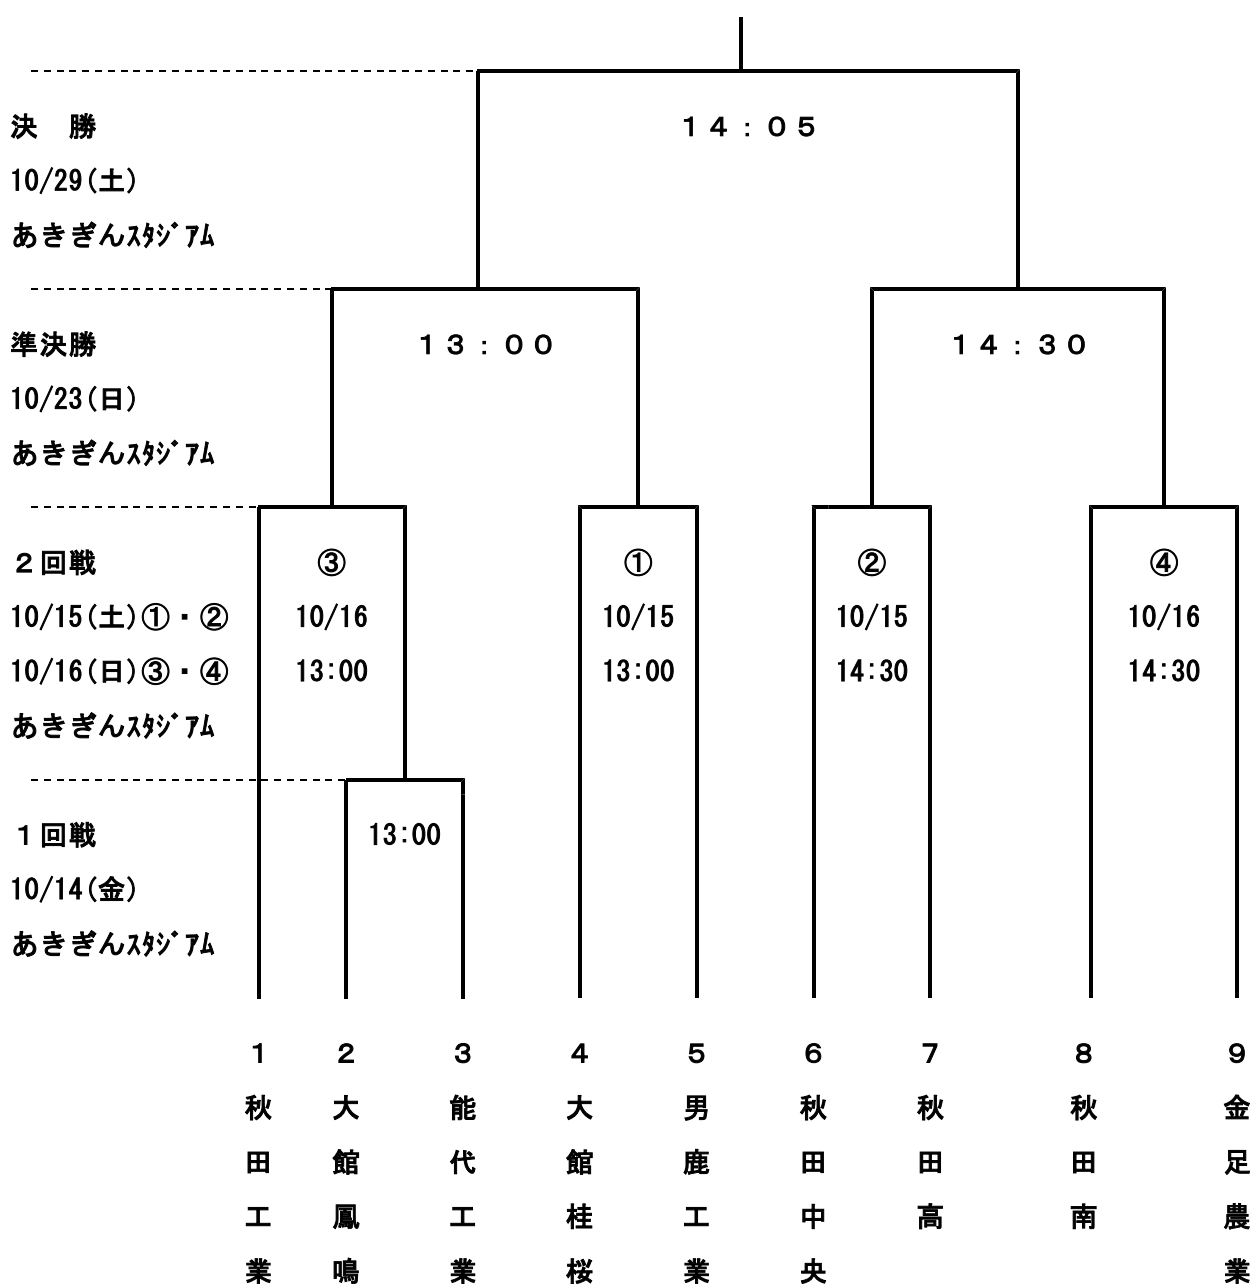 決　勝
１４：０５
10/29(土)
あきぎんｽﾀｼﾞｱﾑ
準決勝
１３：００
１４：３０
10/23(日)
あきぎんｽﾀｼﾞｱﾑ
２回戦
③
①
②
④
10/15(土)①・②
10/16
10/15
10/15
10/16
10/16(日)③・④
13:00
13:00
14:30
14:30
あきぎんｽﾀｼﾞｱﾑ
１回戦
13:00
10/14(金)
あきぎんｽﾀｼﾞｱﾑ
1
秋田工業
2
大館鳳鳴
3
能代工業
4
大館桂桜
5
男鹿工業
6
秋田中央
7
秋田高
8
秋田南
9
金足農業